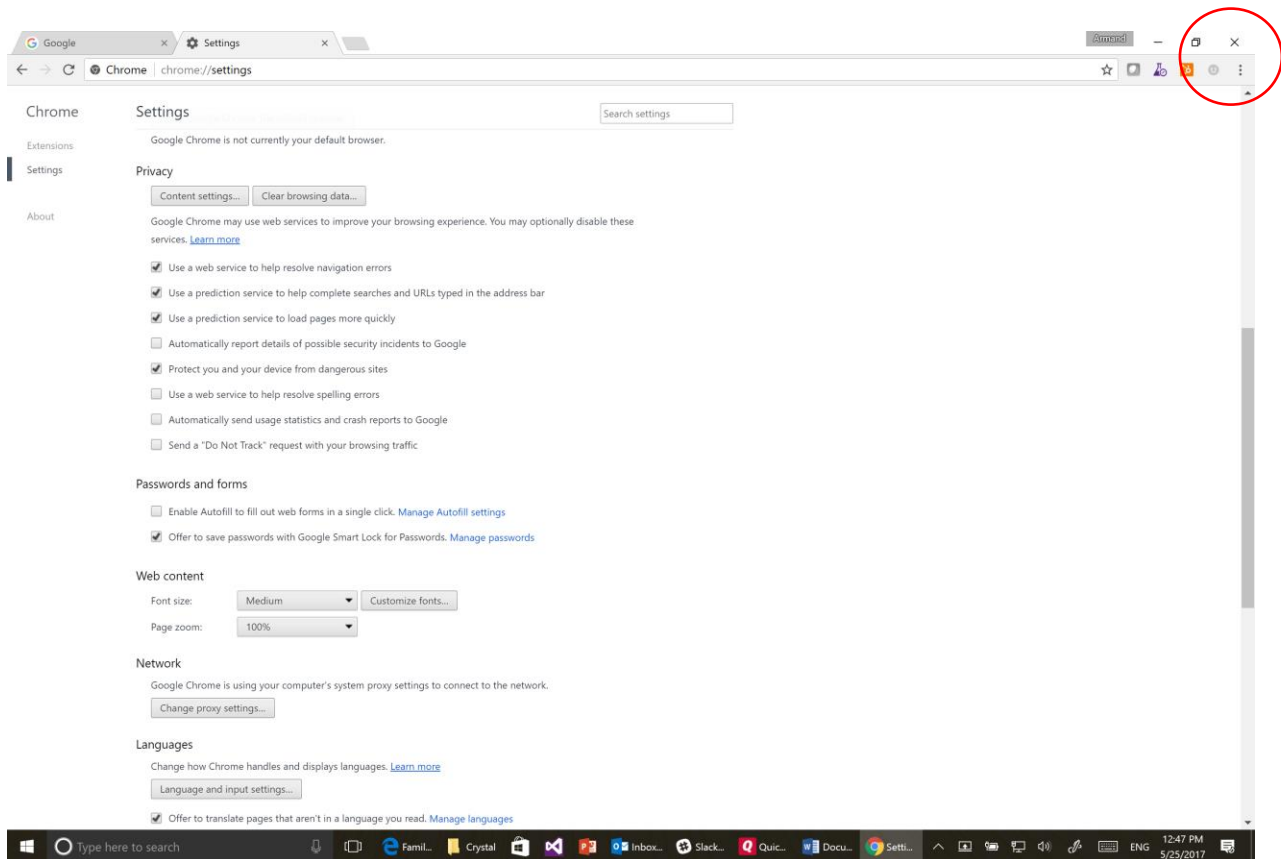 Google
Settings
Armand
Chrome
chrome://settings
Chrome
Extensions
Settings
About
Settings
Search settings
Google Chrome is not currently your default browser.
Privacy
Content settings...
Clear browsing data...
Google Chrome may use web services to improve your browsing experience. You may optionally disable these
services. Learn more
Use a web service to help resolve navigation errors
Use a prediction service to help complete searches and URLs typed in the address bar
Use a prediction service to load pages more quickly
Automatically report details of possible security incidents to Google
Protect you and your device from dangerous sites
Use a web service to help resolve spelling errors
Automatically send usage statistics and crash reports to Google
Send a "Do Not Track" request with your browsing traffic
Passwords and forms
Enable Autofill to fill out web forms in a single click. Manage Autofill settings
Offer to save passwords with Google Smart Lock for Passwords. Manage passwords
Web content
Font size: Medium Customize fonts...
Page zoom: 100%
Network
Google Chrome is using your computer's system proxy settings to connect to the network.
Change proxy settings...
Languages
Change how Chrome handles and displays languages. Learn more
Language and input settings...
Offer to translate pages that aren't in a language you read. Manage languages
Type here to search
Famil...
Crystal
Inbox...
Slack...
Quic...
Docu...
Setti...
ENG
12:47 PM
5/25/2017